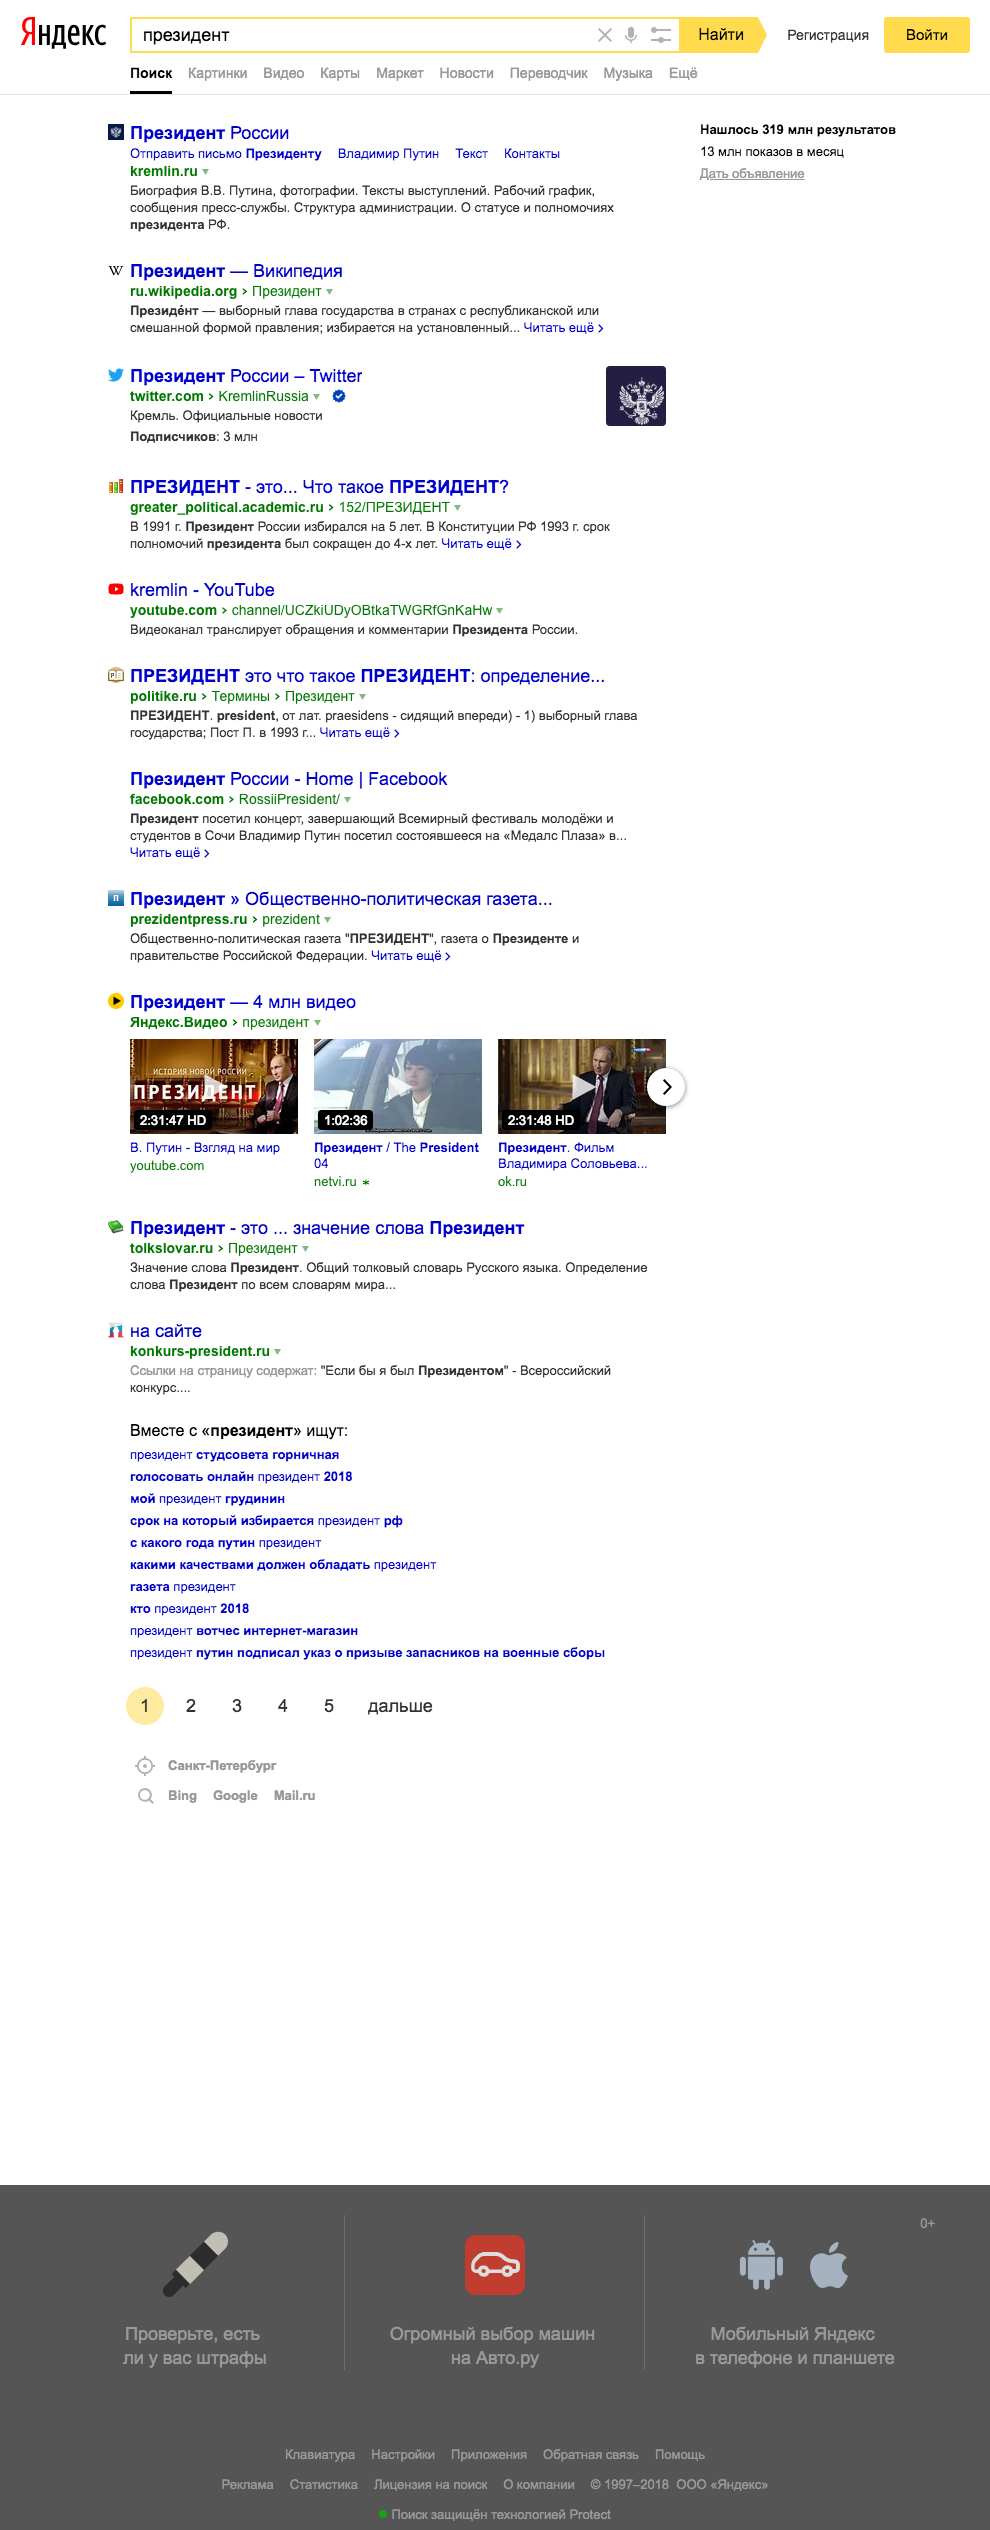 Яндекс
президент
Найти
Регистрация
Войти
Поиск Картинки Видео Карты Маркет Новости Переводчик Музыка Ещё
Президент России
Отправить письмо Президенту Владимир Путин Текст Контакты
kremlin.ru
Биография В.В. Путина, фотографии. Тексты выступлений. Рабочий график,
сообщения пресс-службы. Структура администрации. О статусе и полномочиях
президента РФ.
Нашлось 319 млн результатов
13 млн показов в месяц
Дать объявление
Президент — Википедия
ru.wikipedia.org › Президент
Президе́нт — выборный глава государства в странах с республиканской или
смешанной формой правления; избирается на установленный... Читать ещё ›
Президент России – Twitter
twitter.com › KremlinRussia
Кремль. Официальные новости
Подписчиков: 3 млн
ПРЕЗИДЕНТ - это... Что такое ПРЕЗИДЕНТ?
greater_political.academic.ru › 152/ПРЕЗИДЕНТ
В 1991 г. Президент России избирался на 5 лет. В Конституции РФ 1993 г. срок
полномочий президента был сокращен до 4-х лет. Читать ещё ›
kremlin - YouTube
youtube.com › channel/UCZkiUDyOBtkaTWGRfGnKaHw
Видеоканал транслирует обращения и комментарии Президента России.
ПРЕЗИДЕНТ это что такое ПРЕЗИДЕНТ: определение...
politike.ru › Термины › Президент
ПРЕЗИДЕНТ. president, от лат. praesidens - сидящий впереди) - 1) выборный глава
государства; Пост П. в 1993 г... Читать ещё ›
Президент России - Home | Facebook
facebook.com › RossiiPresident/
Президент посетил концерт, завершающий Всемирный фестиваль молодёжи и
студентов в Сочи Владимир Путин посетил состоявшееся на «Медалс Плаза» в...
Читать ещё ›
Президент » Общественно-политическая газета...
prezidentpress.ru › prezident
Общественно-политическая газета "ПРЕЗИДЕНТ", газета о Президенте и
правительстве Российской Федерации. Читать ещё ›
Президент — 4 млн видео
Яндекс.Видео › президент
ИСТОРИЯ НОВОЙ РОССИИ
ПРЕЗИДЕНТ
2:31:47 HD
1:02:36
2:31:48 HD
В. Путин - Взгляд на мир
youtube.com
Президент / The President
04
netvi.ru *
Президент. Фильм
Владимира Соловьева...
ok.ru
Президент - это ... значение слова Президент
tolkslovar.ru › Президент
Значение слова Президент. Общий толковый словарь Русского языка. Определение
слова Президент по всем словарям мира...
на сайте
konkurs-president.ru
Ссылки на страницу содержат: "Если бы я был Президентом" - Всероссийский
конкурс....
Вместе с «президент» ищут:
президент студсовета горничная
голосовать онлайн президент 2018
мой президент грудинин
срок на который избирается президент рф
с какого года путин президент
какими качествами должен обладать президент
газета президент
кто президент 2018
президент вотчес интернет-магазин
президент путин подписал указ о призыве запасников на военные сборы
1 2 3 4 5 дальше
Санкт-Петербург
Bing Google Mail.ru
0+
Проверьте, есть
ли у вас штрафы
Огромный выбор машин
на Авто.ру
Мобильный Яндекс
в телефоне и планшете
Клавиатура Настройки Приложения Обратная связь Помощь
Реклама Статистика Лицензия на поиск О компании © 1997–2018 ООО «Яндекс»
Поиск защищён технологией Protect